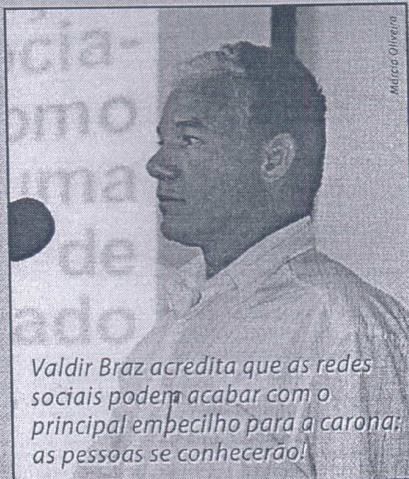 Márcia Oliveira
cia-
omo
uma
de
ado
Valdir Braz acredita que as redes
sociais podem acabar com o
principal empecilho para a carona:
as pessoas se conhecerão!